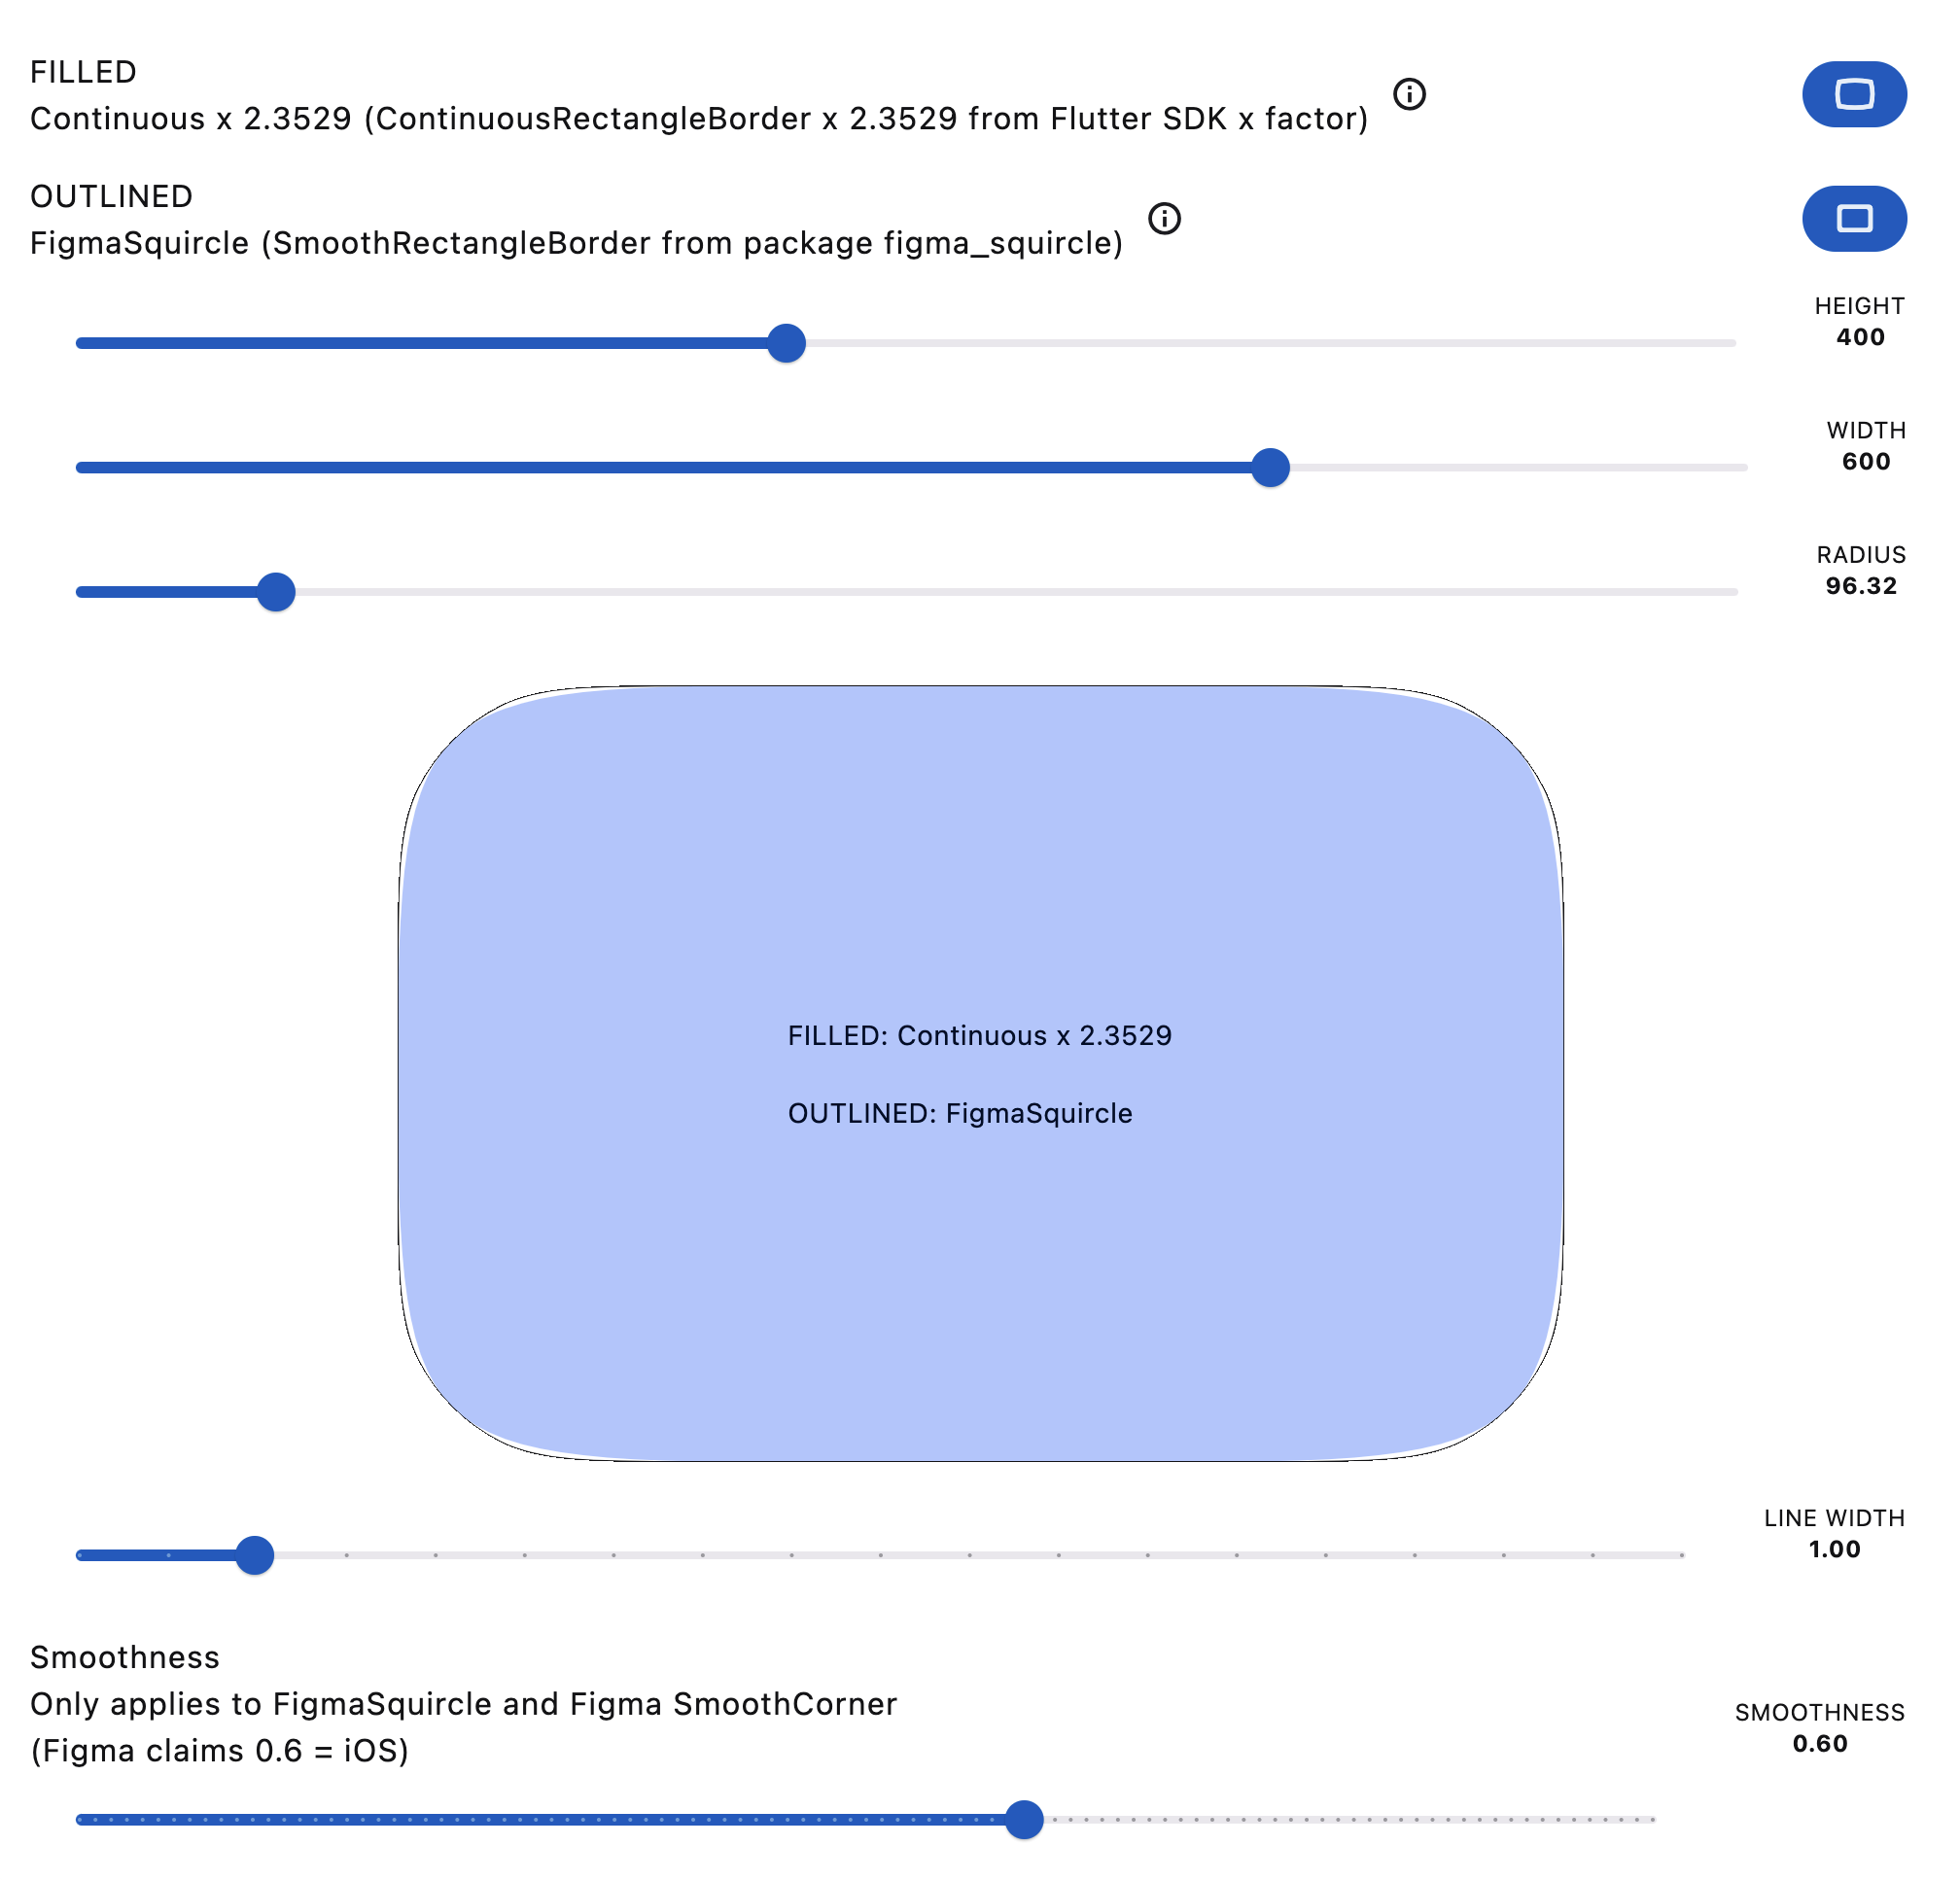 FILLED
Continuous x 2.3529 (ContinuousRectangleBorder x 2.3529 from Flutter SDK x factor)
OUTLINED
FigmaSquircle (SmoothRectangleBorder from package figma_squircle)
HEIGHT
400
WIDTH
600
RADIUS
96.32
FILLED: Continuous x 2.3529
OUTLINED: FigmaSquircle
LINE WIDTH
1.00
Smoothness
Only applies to FigmaSquircle and Figma SmoothCorner
(Figma claims 0.6 = iOS)
SMOOTHNESS
0.60